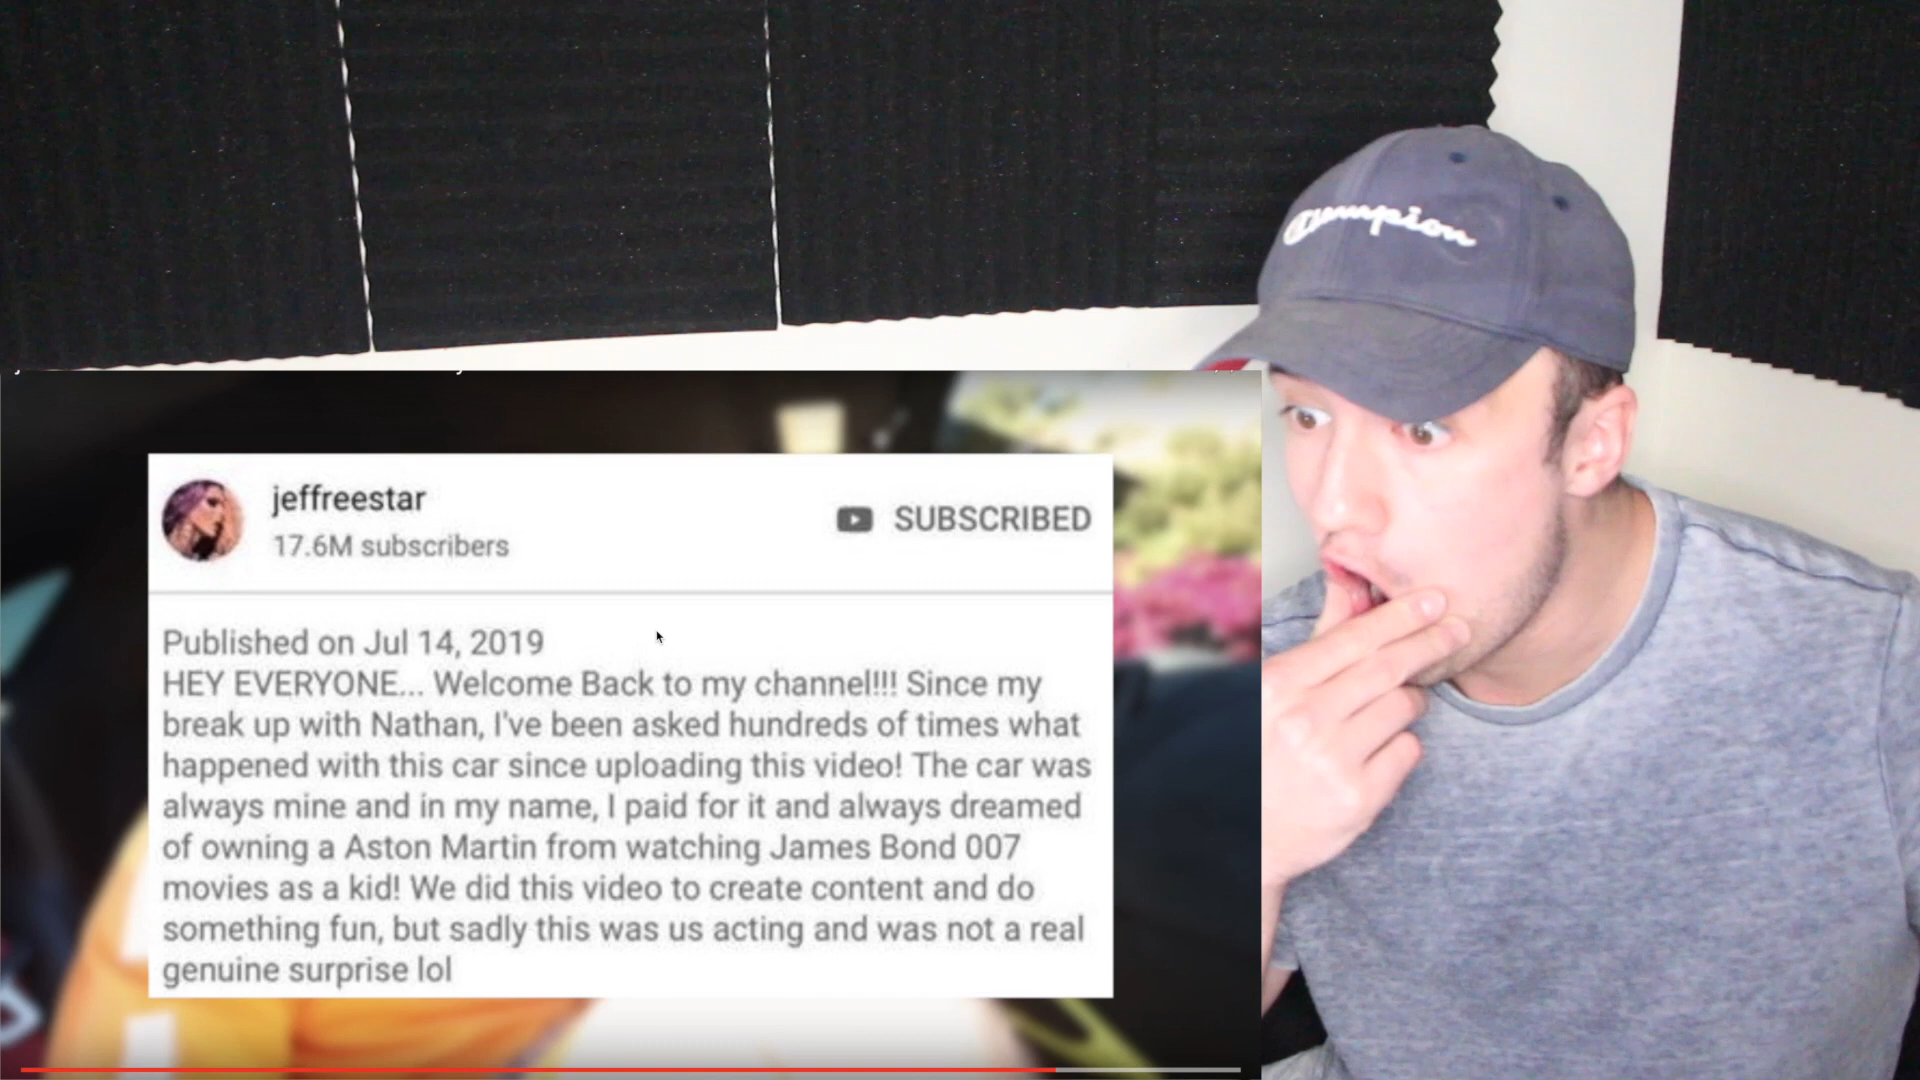 Champion
jeffreestar
17.6M subscribers
SUBSCRIBED
Published on Jul 14, 2019
HEY EVERYONE... Welcome Back to my channel!!! Since my
break up with Nathan, I've been asked hundreds of times what
happened with this car since uploading this video! The car was
always mine and in my name, I paid for it and always dreamed
of owning a Aston Martin from watching James Bond 007
movies as a kid! We did this video to create content and do
something fun, but sadly this was us acting and was not a real
genuine surprise lol